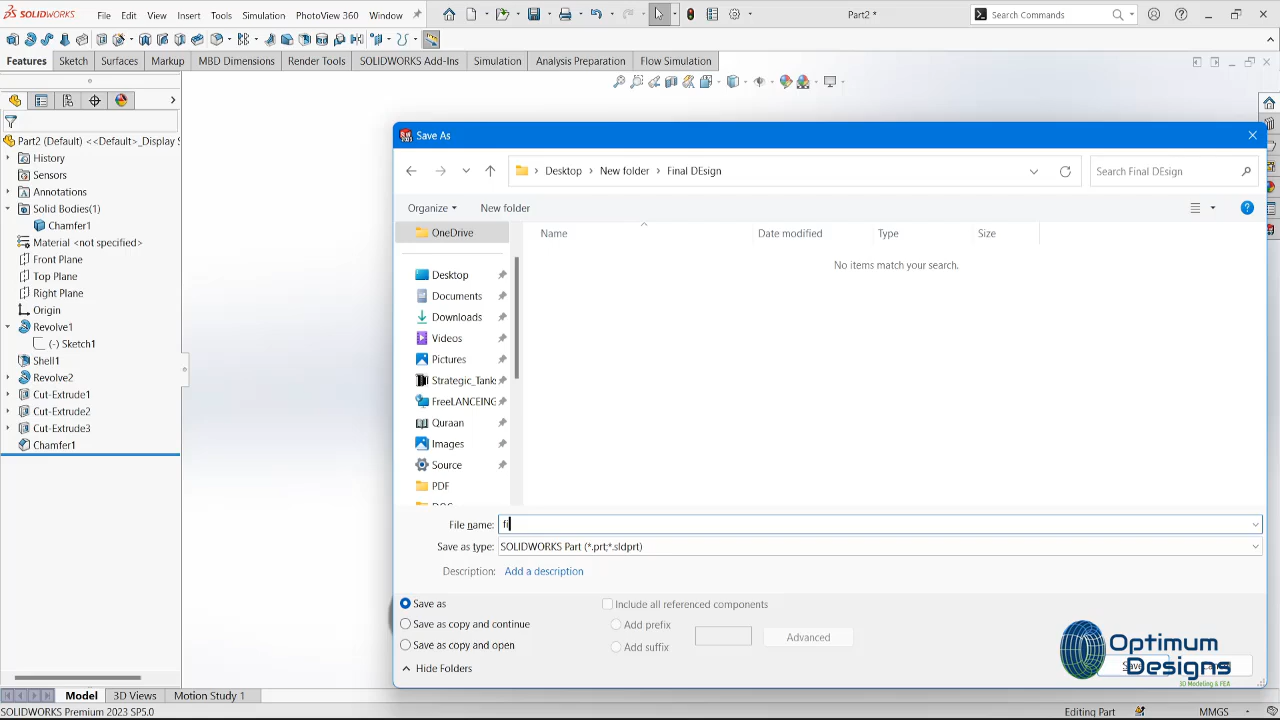 SOLIDWORKS File Edit View Insert Tools Simulation PhotoView 360 Window Part2 * Search Commands
Features Sketch Surfaces Markup MBD Dimensions Render Tools SOLIDWORKS Add-Ins Simulation Analysis Preparation Flow Simulation
Part2 (Default) <<Default>_Display S
History
Sensors
Annotations
Solid Bodies(1)
Chamfer1
Material <not specified>
Front Plane
Top Plane
Right Plane
Origin
Revolve1
(-) Sketch1
Shell1
Revolve2
Cut-Extrude1
Cut-Extrude2
Cut-Extrude3
Chamfer1
Save As
Desktop > New folder > Final DEsign
Search Final DEsign
Organize New folder
OneDrive
Desktop
Documents
Downloads
Videos
Pictures
Strategic_Tank
FreeLANCEING
Quraan
Images
Source
PDF
Name Date modified Type Size
No items match your search.
File name: fi
Save as type: SOLIDWORKS Part (*.prt;*.sldprt)
Description: Add a description
Save as
Save as copy and continue
Save as copy and open
Include all referenced components
Add prefix
Add suffix
Advanced
Hide Folders
Optimum
Designs
3D Modeling & FEA
Model 3D Views Motion Study 1
SOLIDWORKS Premium 2023 SP5.0 Editing Part MMGS